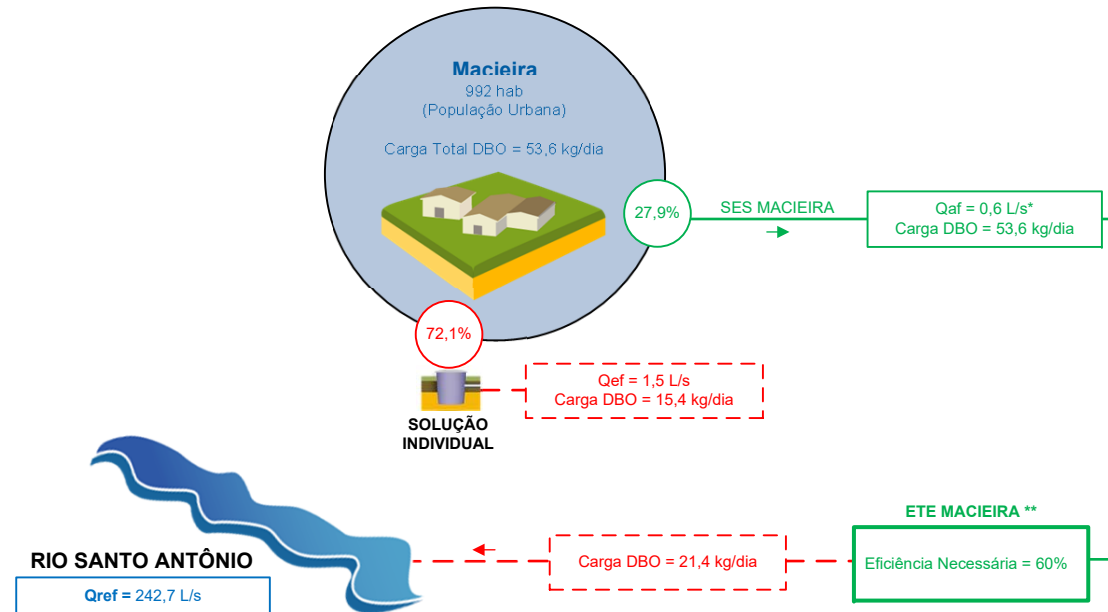 Macieira
992 hab
(População Urbana)
Carga Total DBO = 53,6 kg/dia
27,9%
SES MACIEIRA
Qaf = 0,6 L/s*
Carga DBO = 53,6 kg/dia
72,1%
Qef = 1,5 L/s
Carga DBO = 15,4 kg/dia
SOLUÇÃO
INDIVIDUAL
ETE MACIEIRA **
RIO SANTO ANTÔNIO
Carga DBO = 21,4 kg/dia
Eficiência Necessária = 60%
Qref = 242,7 L/s